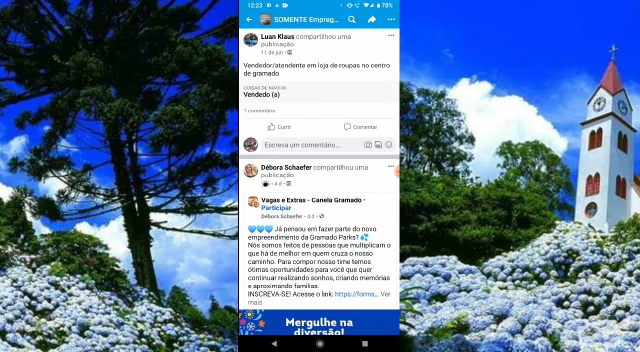 12:23
78%
SOMENTE Empreg...
Luan Klaus compartilhou uma
publicação.
11 de jun •
Vendedor/atendente em loja de roupas no centro
de gramado
COISAS DE MAO (G)
Vendedo (a)
1 comentário
Curtir
Comentar
Escreva um comentário...
Débora Schaefer compartilhou uma
publicação.
• 4 d •
Vagas e Extras - Canela Gramado ·
Participar
Débora Schaefer • 4 d •
💙💙💙 Já pensou em fazer parte do novo
empreendimento da Gramado Parks? 💦
Nós somos feitos de pessoas que multiplicam o
que há de melhor em quem cruza o nosso
caminho. Para compor nosso time temos
ótimas oportunidades para você que quer
continuar realizando sonhos, criando memórias
e aproximando famílias.
INSCREVA-SE! Acesse o link: https://forms... Ver
mais
Mergulhe na
diversão!